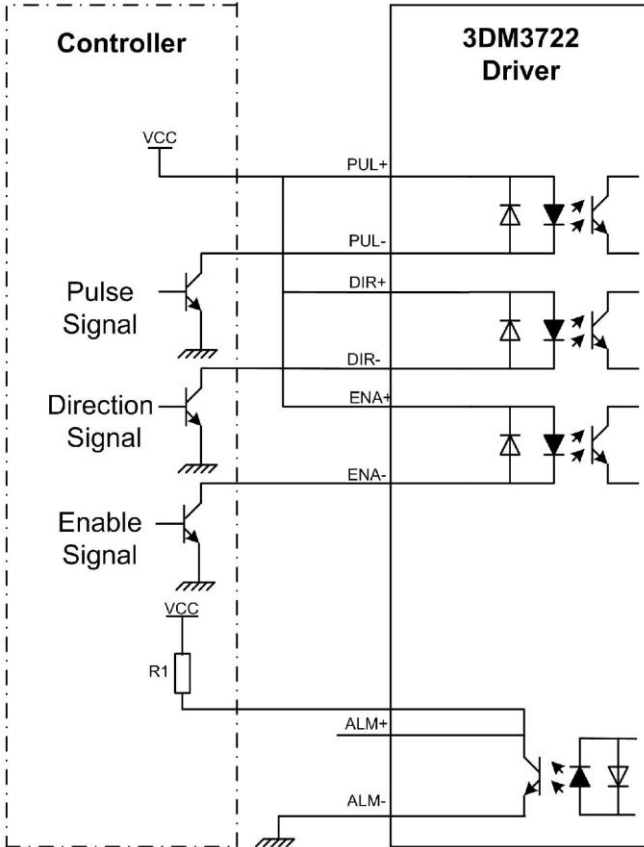 Controller
3DM3722
Driver
VCC
PUL+
PUL-
Pulse
Signal
DIR+
DIR-
Direction
Signal
ENA+
ENA-
Enable
Signal
VCC
R1
ALM+
ALM-